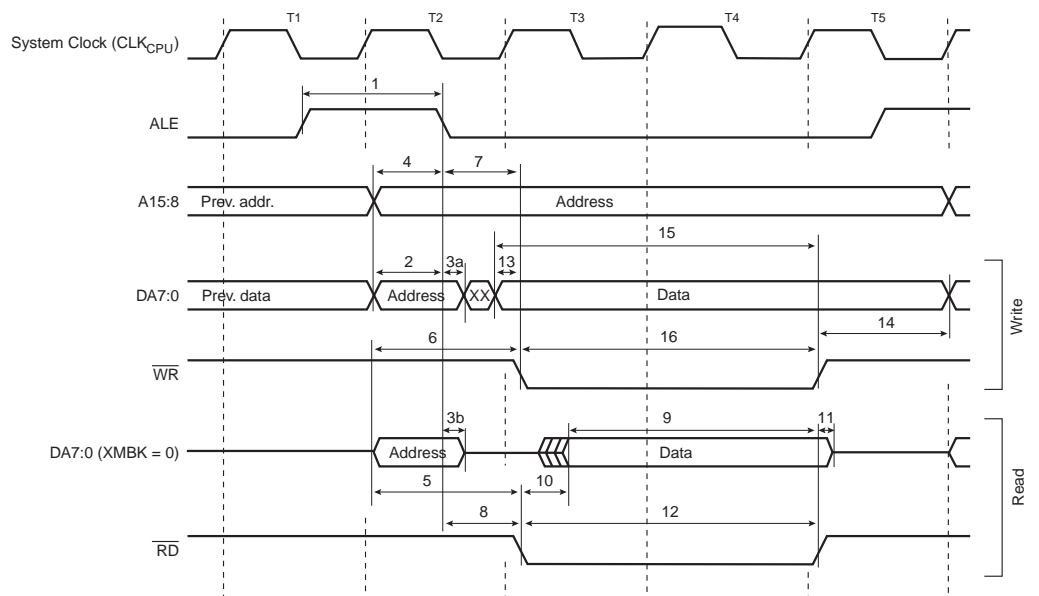 T1 T2 T3 T4 T5
System Clock (CLKCPU)
1
ALE
4 7
A15:8 Prev. addr. Address
15
2 3a 13
DA7:0 Prev. data Address XX Data
14
6 16
WR
Write
3b 9 11
DA7:0 (XMBK = 0) Address Data
5 10
8 12
RD
Read